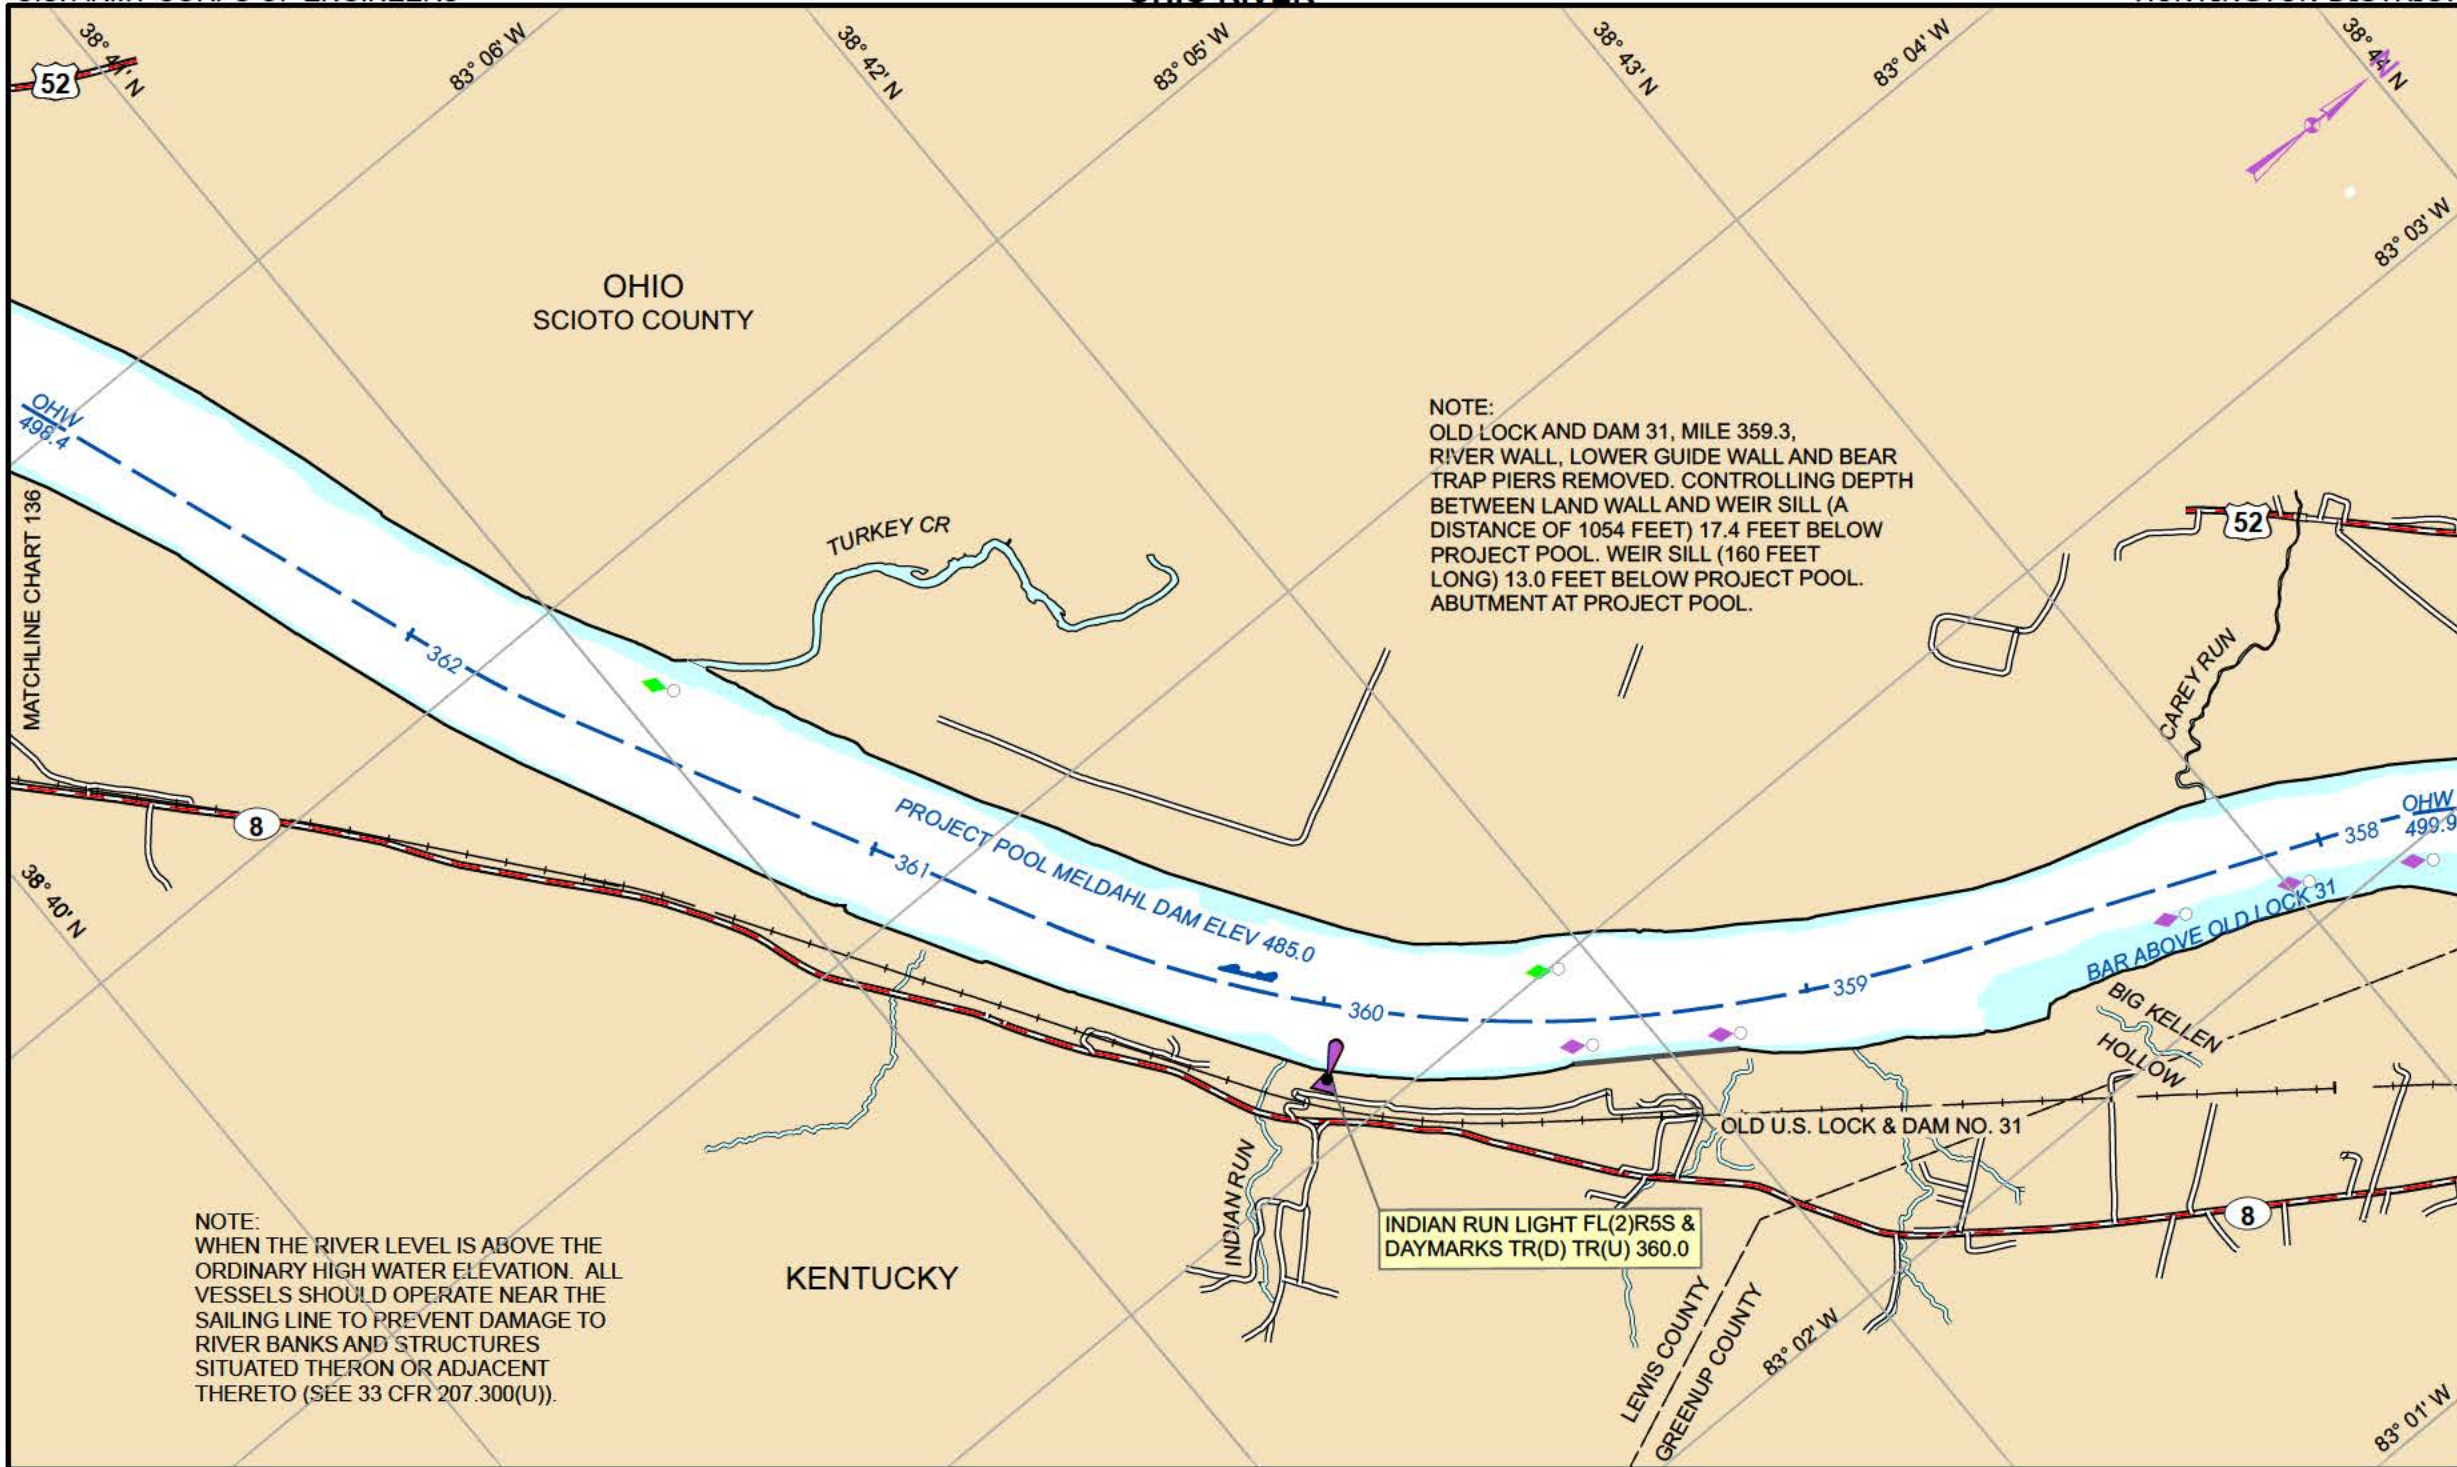 U.S. ARMY CORPS OF ENGINEERS
OHIO RIVER
HUNTINGTON DISTRICT
52
38° 41' N
83° 06' W
38° 42' N
83° 05' W
38° 43' N
83° 04' W
38° 44' N
N
83° 03' W
OHIO
SCIOTO COUNTY
OHW
498.4
MATCHLINE CHART 136
NOTE:
OLD LOCK AND DAM 31, MILE 359.3,
RIVER WALL, LOWER GUIDE WALL AND BEAR
TRAP PIERS REMOVED. CONTROLLING DEPTH
BETWEEN LAND WALL AND WEIR SILL (A
DISTANCE OF 1054 FEET) 17.4 FEET BELOW
PROJECT POOL. WEIR SILL (160 FEET
LONG) 13.0 FEET BELOW PROJECT POOL.
ABUTMENT AT PROJECT POOL.
52
TURKEY CR
362
CAREY RUN
8
PROJECT POOL MELDAHL DAM ELEV 485.0
361
360
359
358
OHW
499.9
BAR ABOVE OLD LOCK 31
38° 40' N
BIG KELLEN
HOLLOW
OLD U.S. LOCK & DAM NO. 31
INDIAN RUN
INDIAN RUN LIGHT FL(2)R5S &
DAYMARKS TR(D) TR(U) 360.0
8
NOTE:
WHEN THE RIVER LEVEL IS ABOVE THE
ORDINARY HIGH WATER ELEVATION. ALL
VESSELS SHOULD OPERATE NEAR THE
SAILING LINE TO PREVENT DAMAGE TO
RIVER BANKS AND STRUCTURES
SITUATED THERON OR ADJACENT
THERETO (SEE 33 CFR 207.300(U)).
KENTUCKY
LEWIS COUNTY
GREENUP COUNTY
83° 02' W
83° 01' W